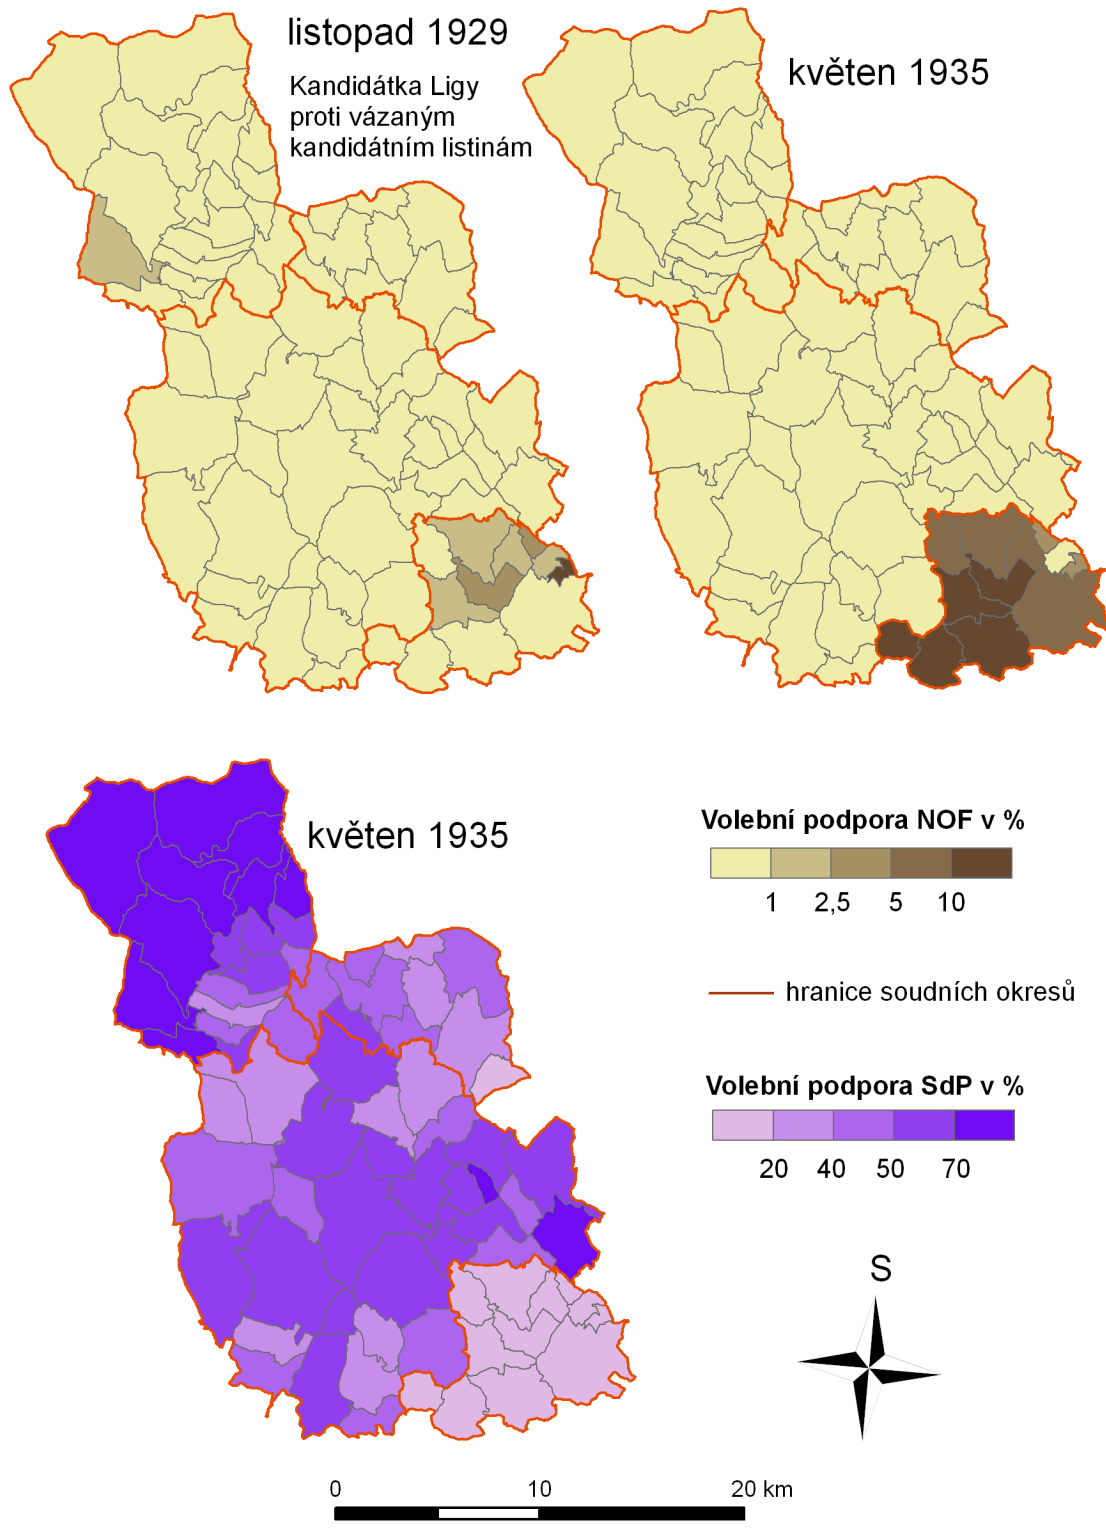 listopad 1929
Kandidátka Ligy
proti vázaným
kandidátním listinám
květen 1935
květen 1935
Volební podpora NOF v %
1 2,5 5 10
hranice soudních okresů
Volební podpora SdP v %
20 40 50 70
S
0 10 20 km